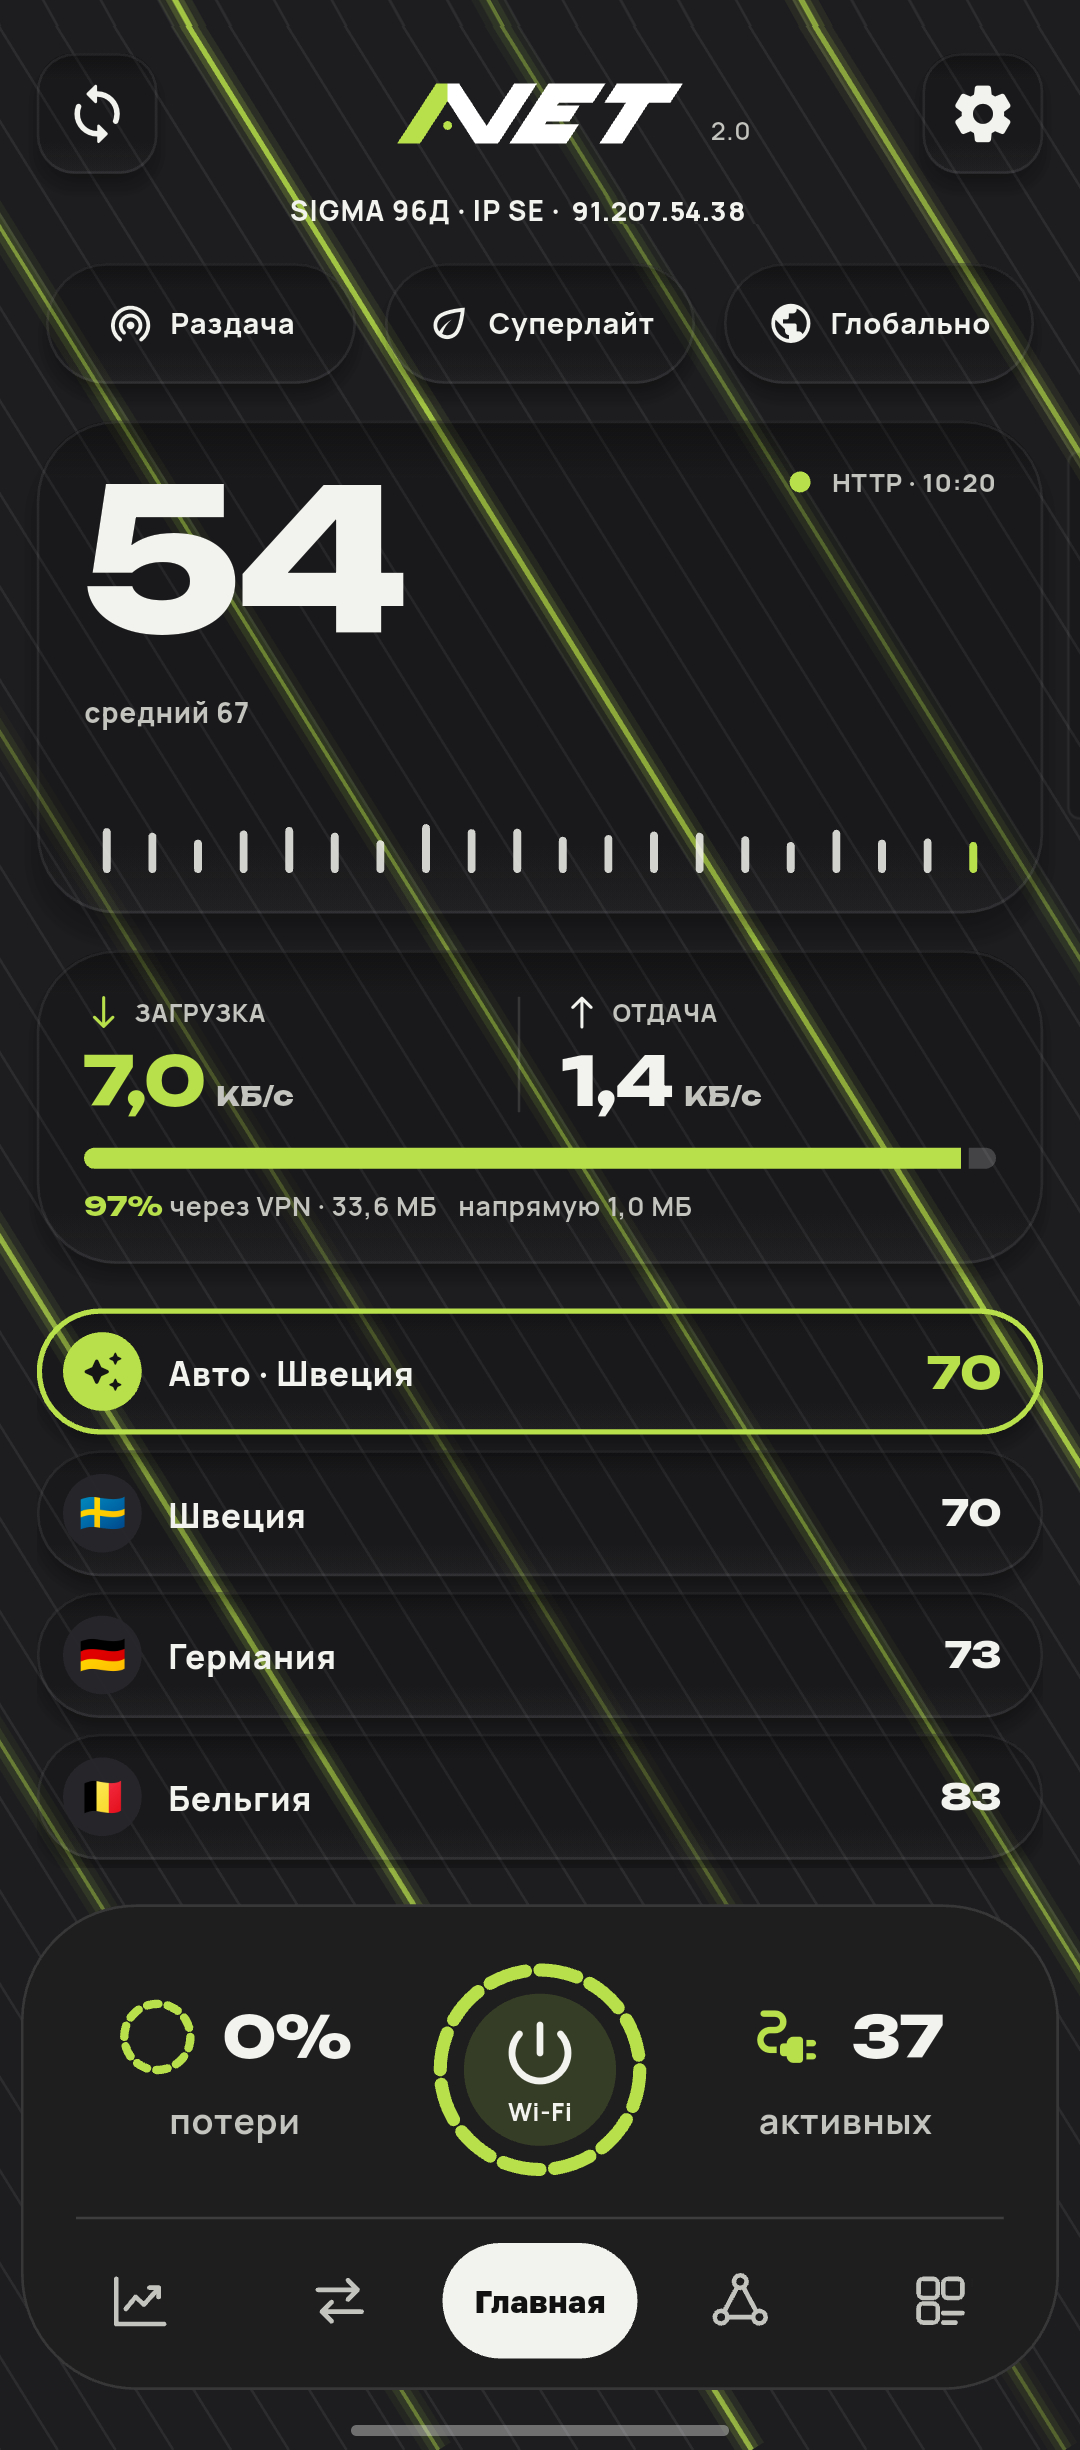 ΛNET 2.0
SIGMA 96Д · IP SE · 91.207.54.38
Раздача
Суперлайт
Глобально
54
HTTP · 10:20
средний 67
ЗАГРУЗКА
ОТДАЧА
7,0 КБ/с
1,4 КБ/с
97% через VPN · 33,6 МБ напрямую 1,0 МБ
Авто · Швеция 70
Швеция 70
Германия 73
Бельгия 83
0%
37
Wi-Fi
потери
активных
Главная